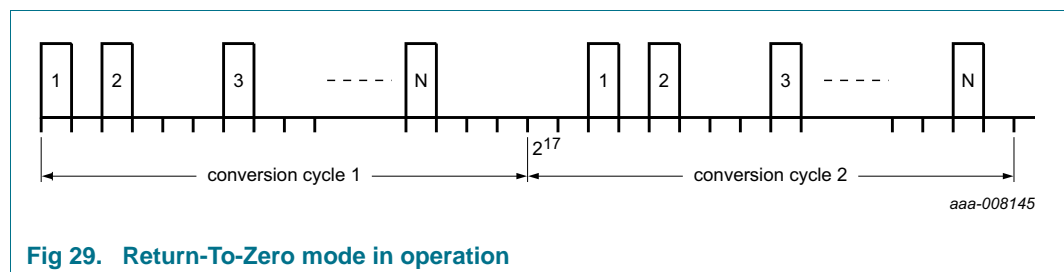 1 2 3 N 1 2 3 N
2^17
conversion cycle 1 conversion cycle 2
aaa-008145
Fig 29. Return-To-Zero mode in operation